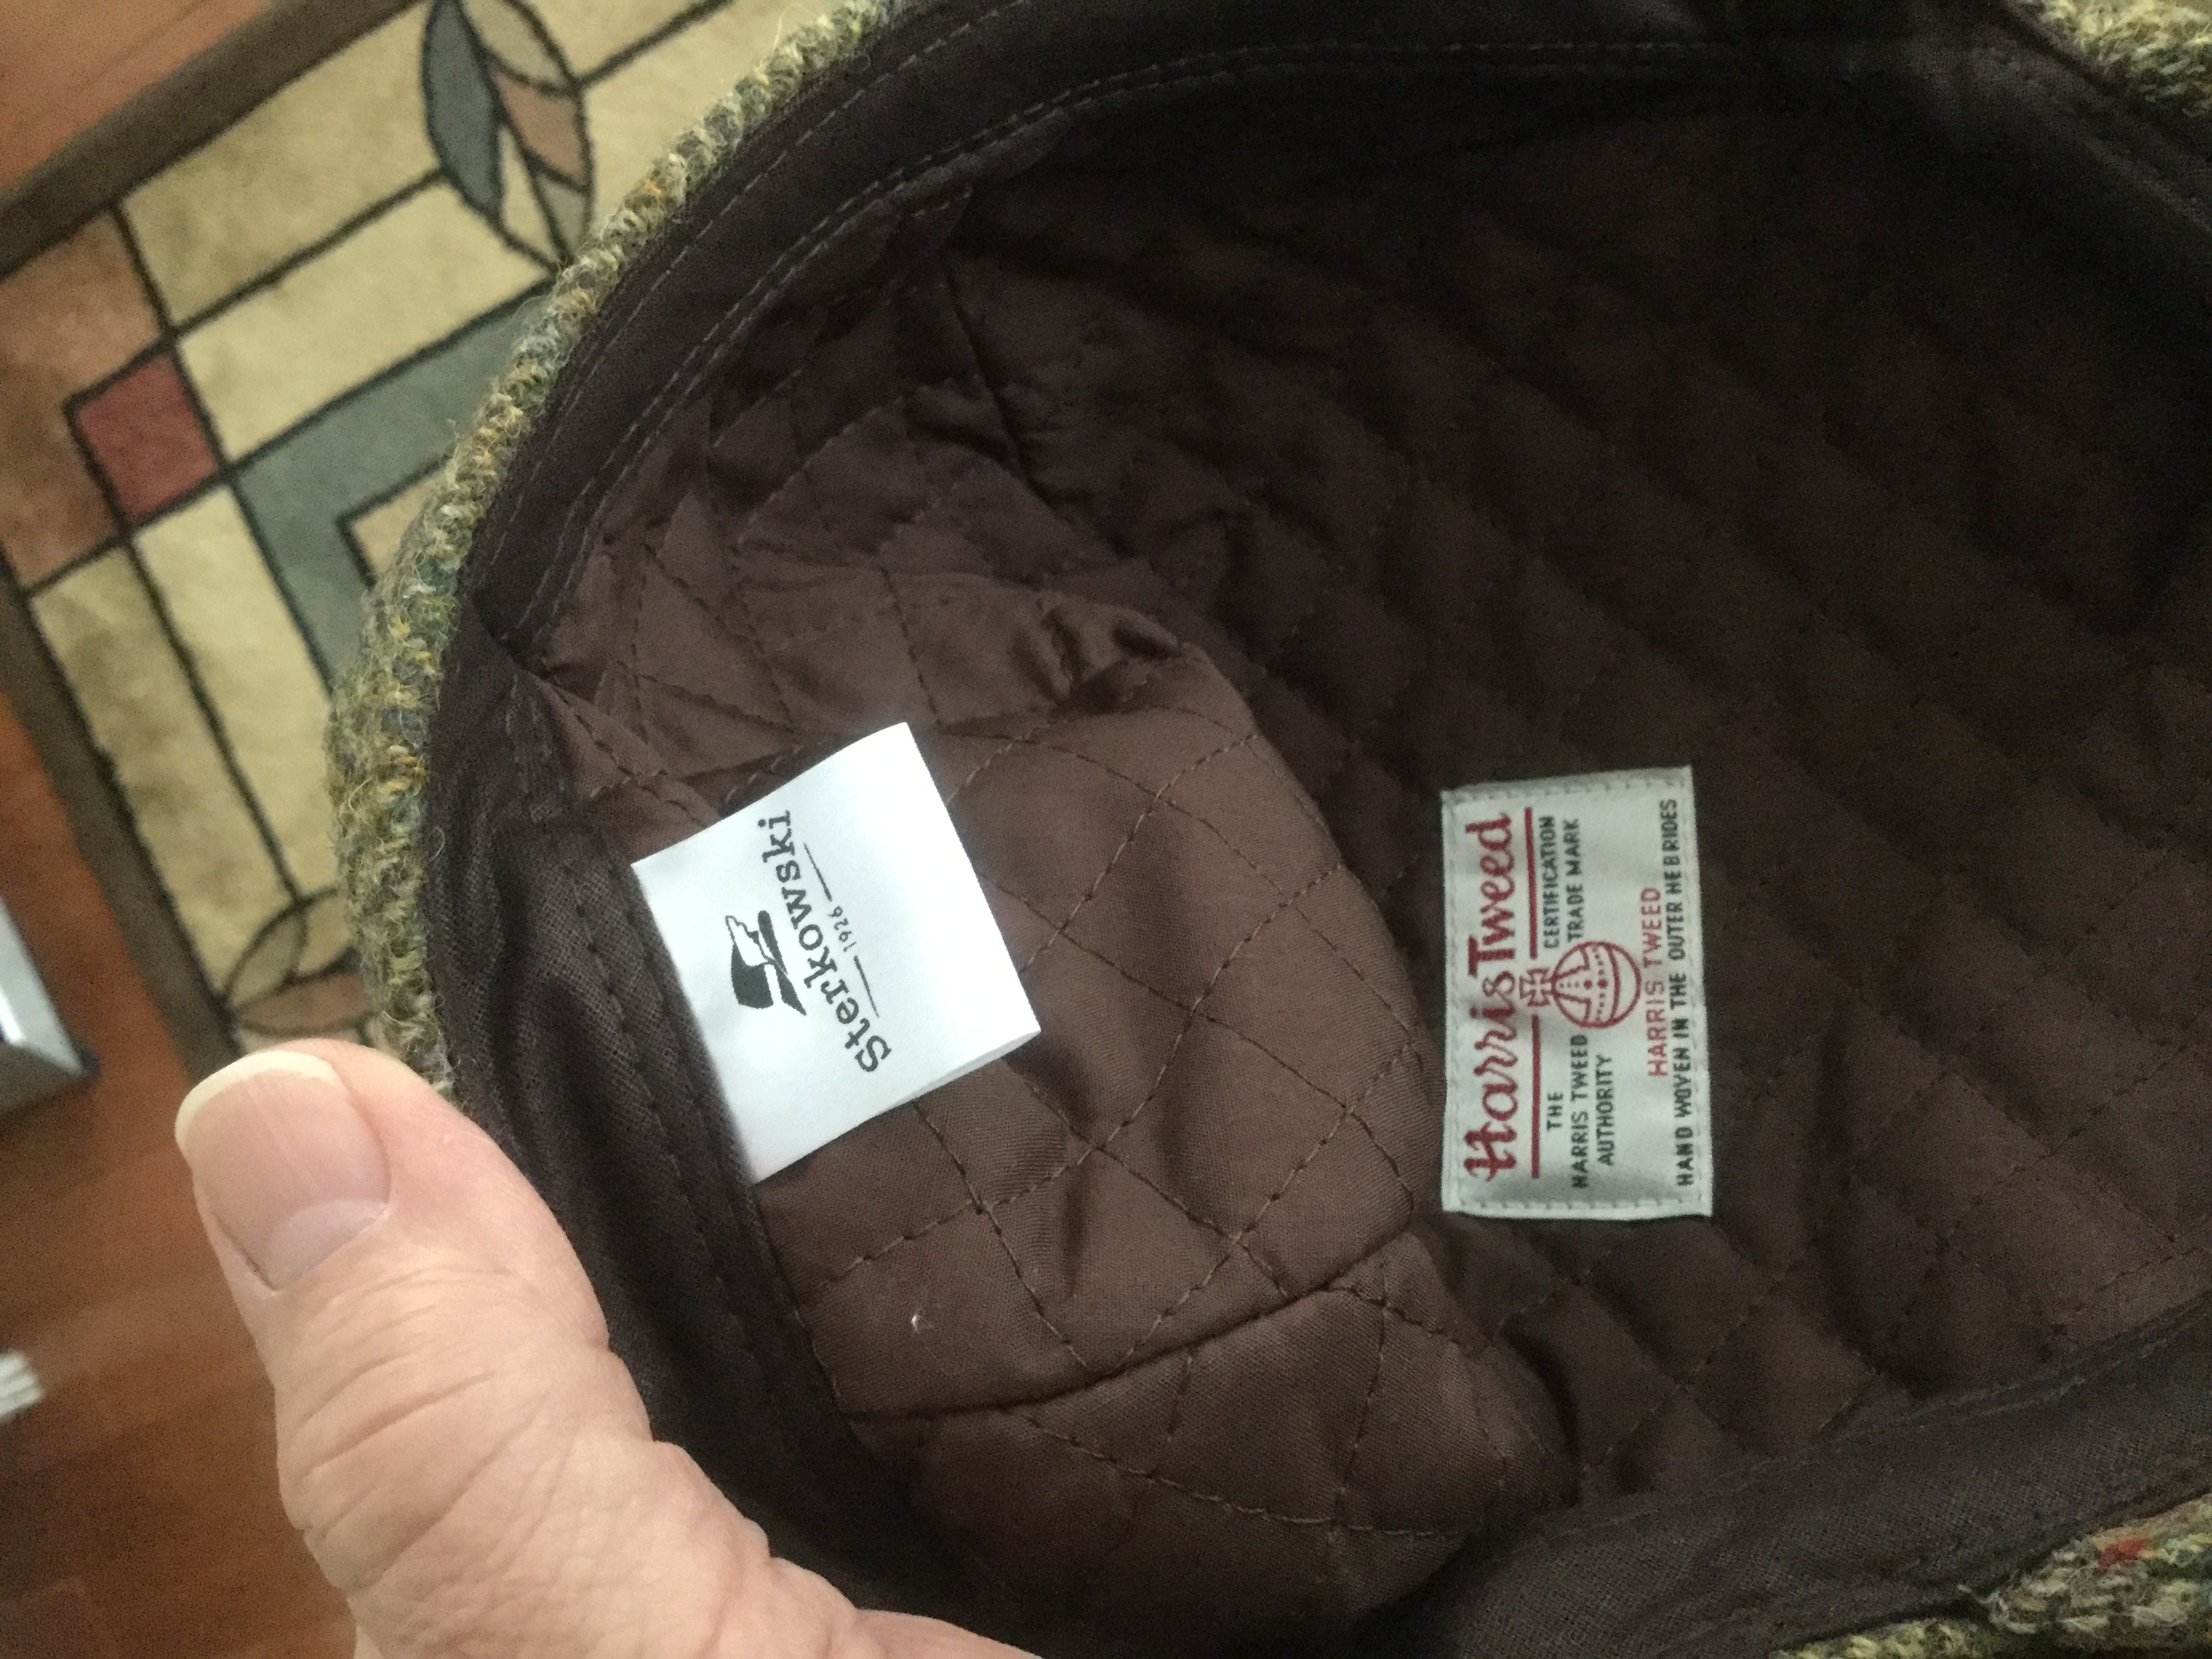 Sterkowski
1926
Harris Tweed
THE
HARRIS TWEED
AUTHORITY
CERTIFICATION
TRADE MARK
HARRIS TWEED
HAND WOVEN IN THE OUTER HEBRIDES